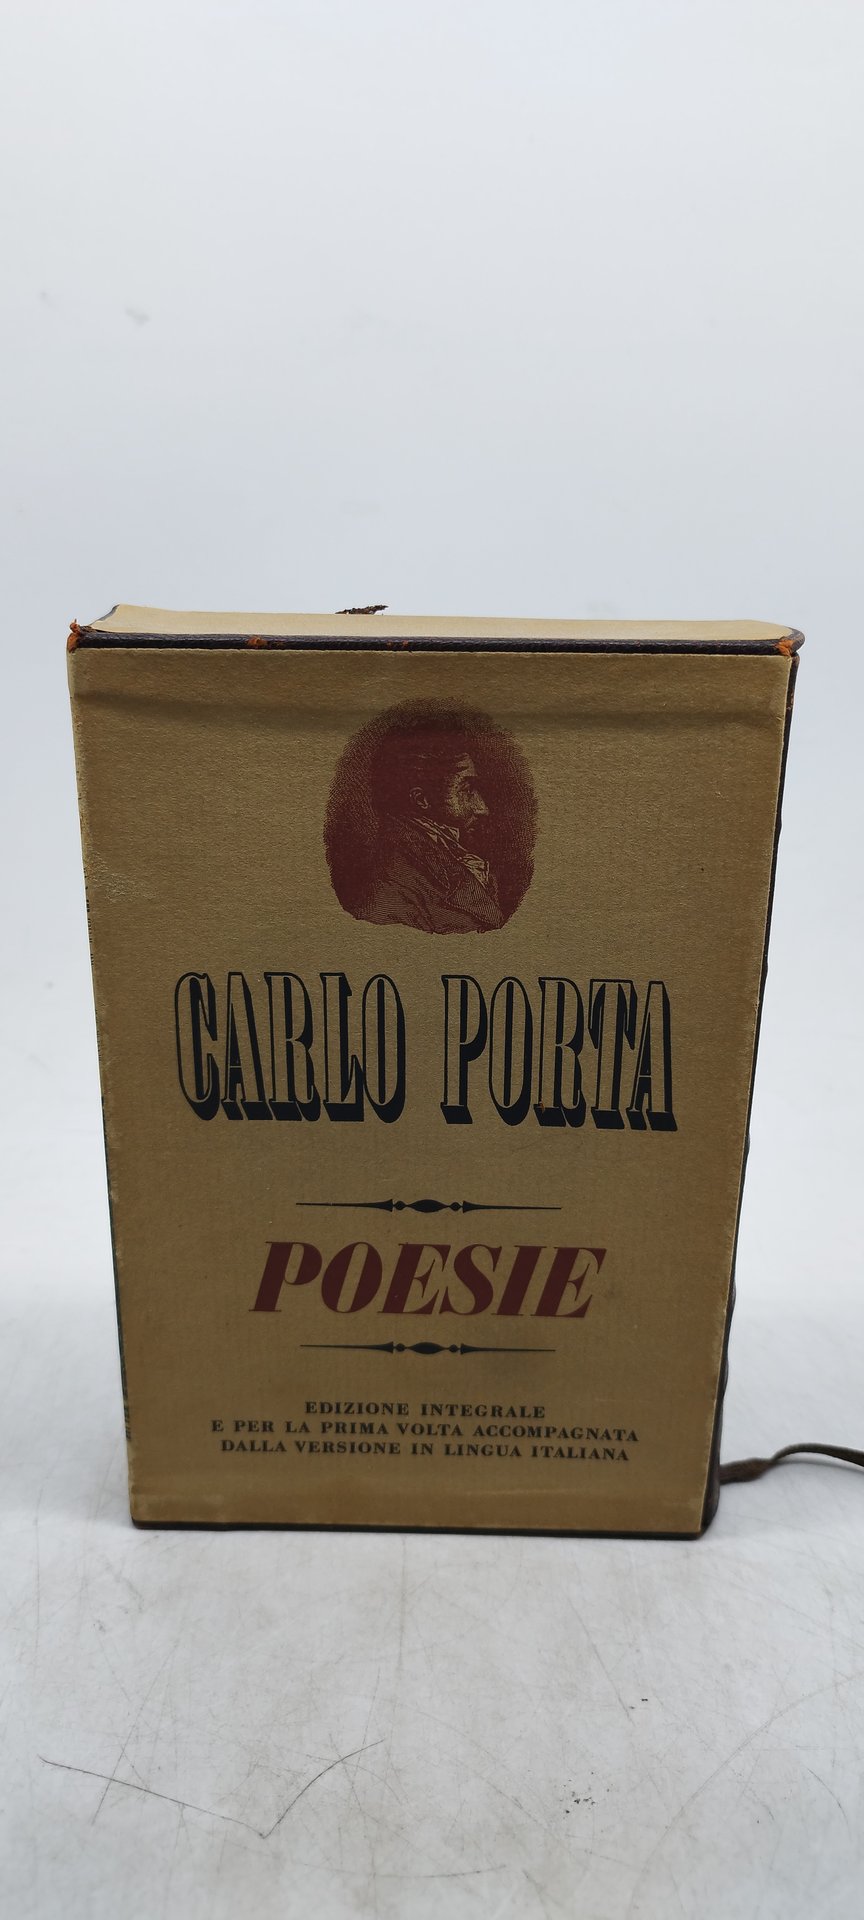 CARLO PORTA
POESIE
EDIZIONE INTEGRALE
E PER LA PRIMA VOLTA ACCOMPAGNATA
DALLA VERSIONE IN LINGUA ITALIANA